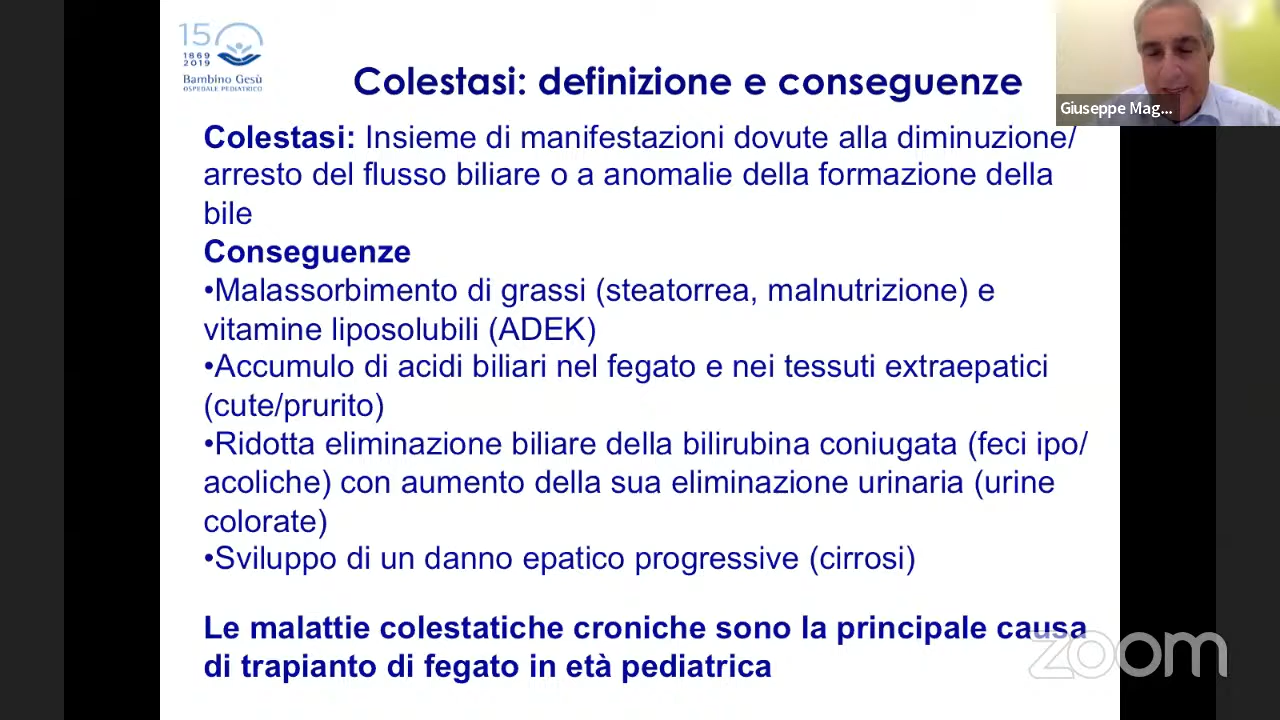 150
1869
2019
Bambino Gesù
OSPEDALE PEDIATRICO
Colestasi: definizione e conseguenze
Giuseppe Mag...
Colestasi: Insieme di manifestazioni dovute alla diminuzione/
arresto del flusso biliare o a anomalie della formazione della
bile
Conseguenze
•Malassorbimento di grassi (steatorrea, malnutrizione) e
vitamine liposolubili (ADEK)
•Accumulo di acidi biliari nel fegato e nei tessuti extraepatici
(cute/prurito)
•Ridotta eliminazione biliare della bilirubina coniugata (feci ipo/
acoliche) con aumento della sua eliminazione urinaria (urine
colorate)
•Sviluppo di un danno epatico progressive (cirrosi)
Le malattie colestatiche croniche sono la principale causa
di trapianto di fegato in età pediatrica
zoom